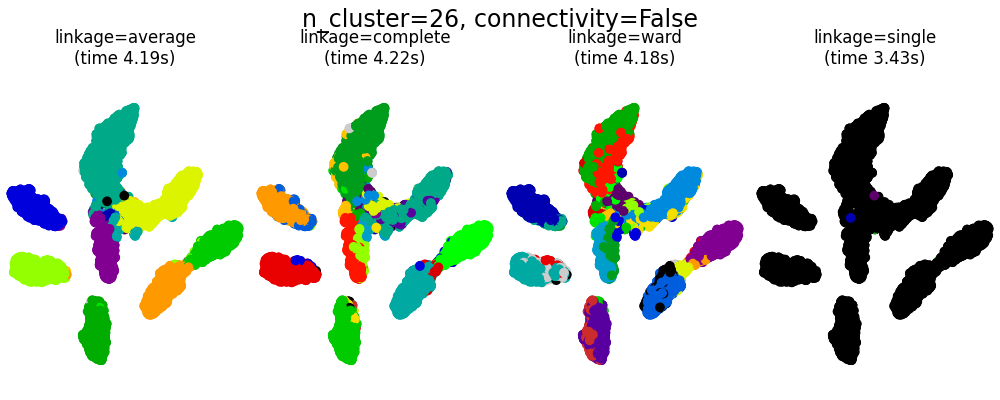 n_cluster=26, connectivity=False
linkage=average
(time 4.19s)
linkage=complete
(time 4.22s)
linkage=ward
(time 4.18s)
linkage=single
(time 3.43s)